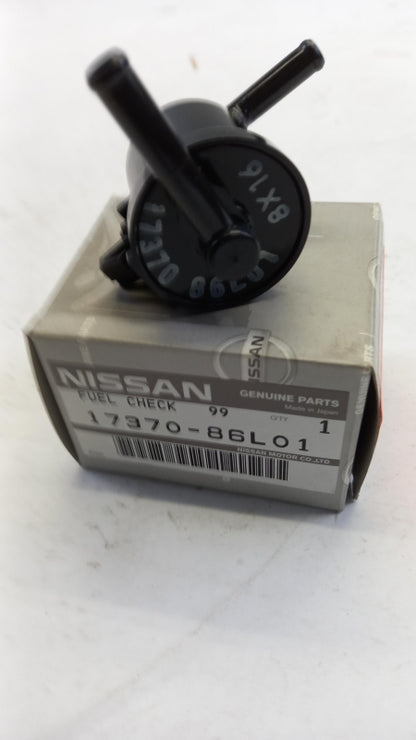 17370
86L01
8X16
NISSAN
GENUINE PARTS
Made in Japan
FUEL CHECK
99
Q'TY
1
17370-86L01
NISSAN MOTOR CO.,LTD
NISSAN